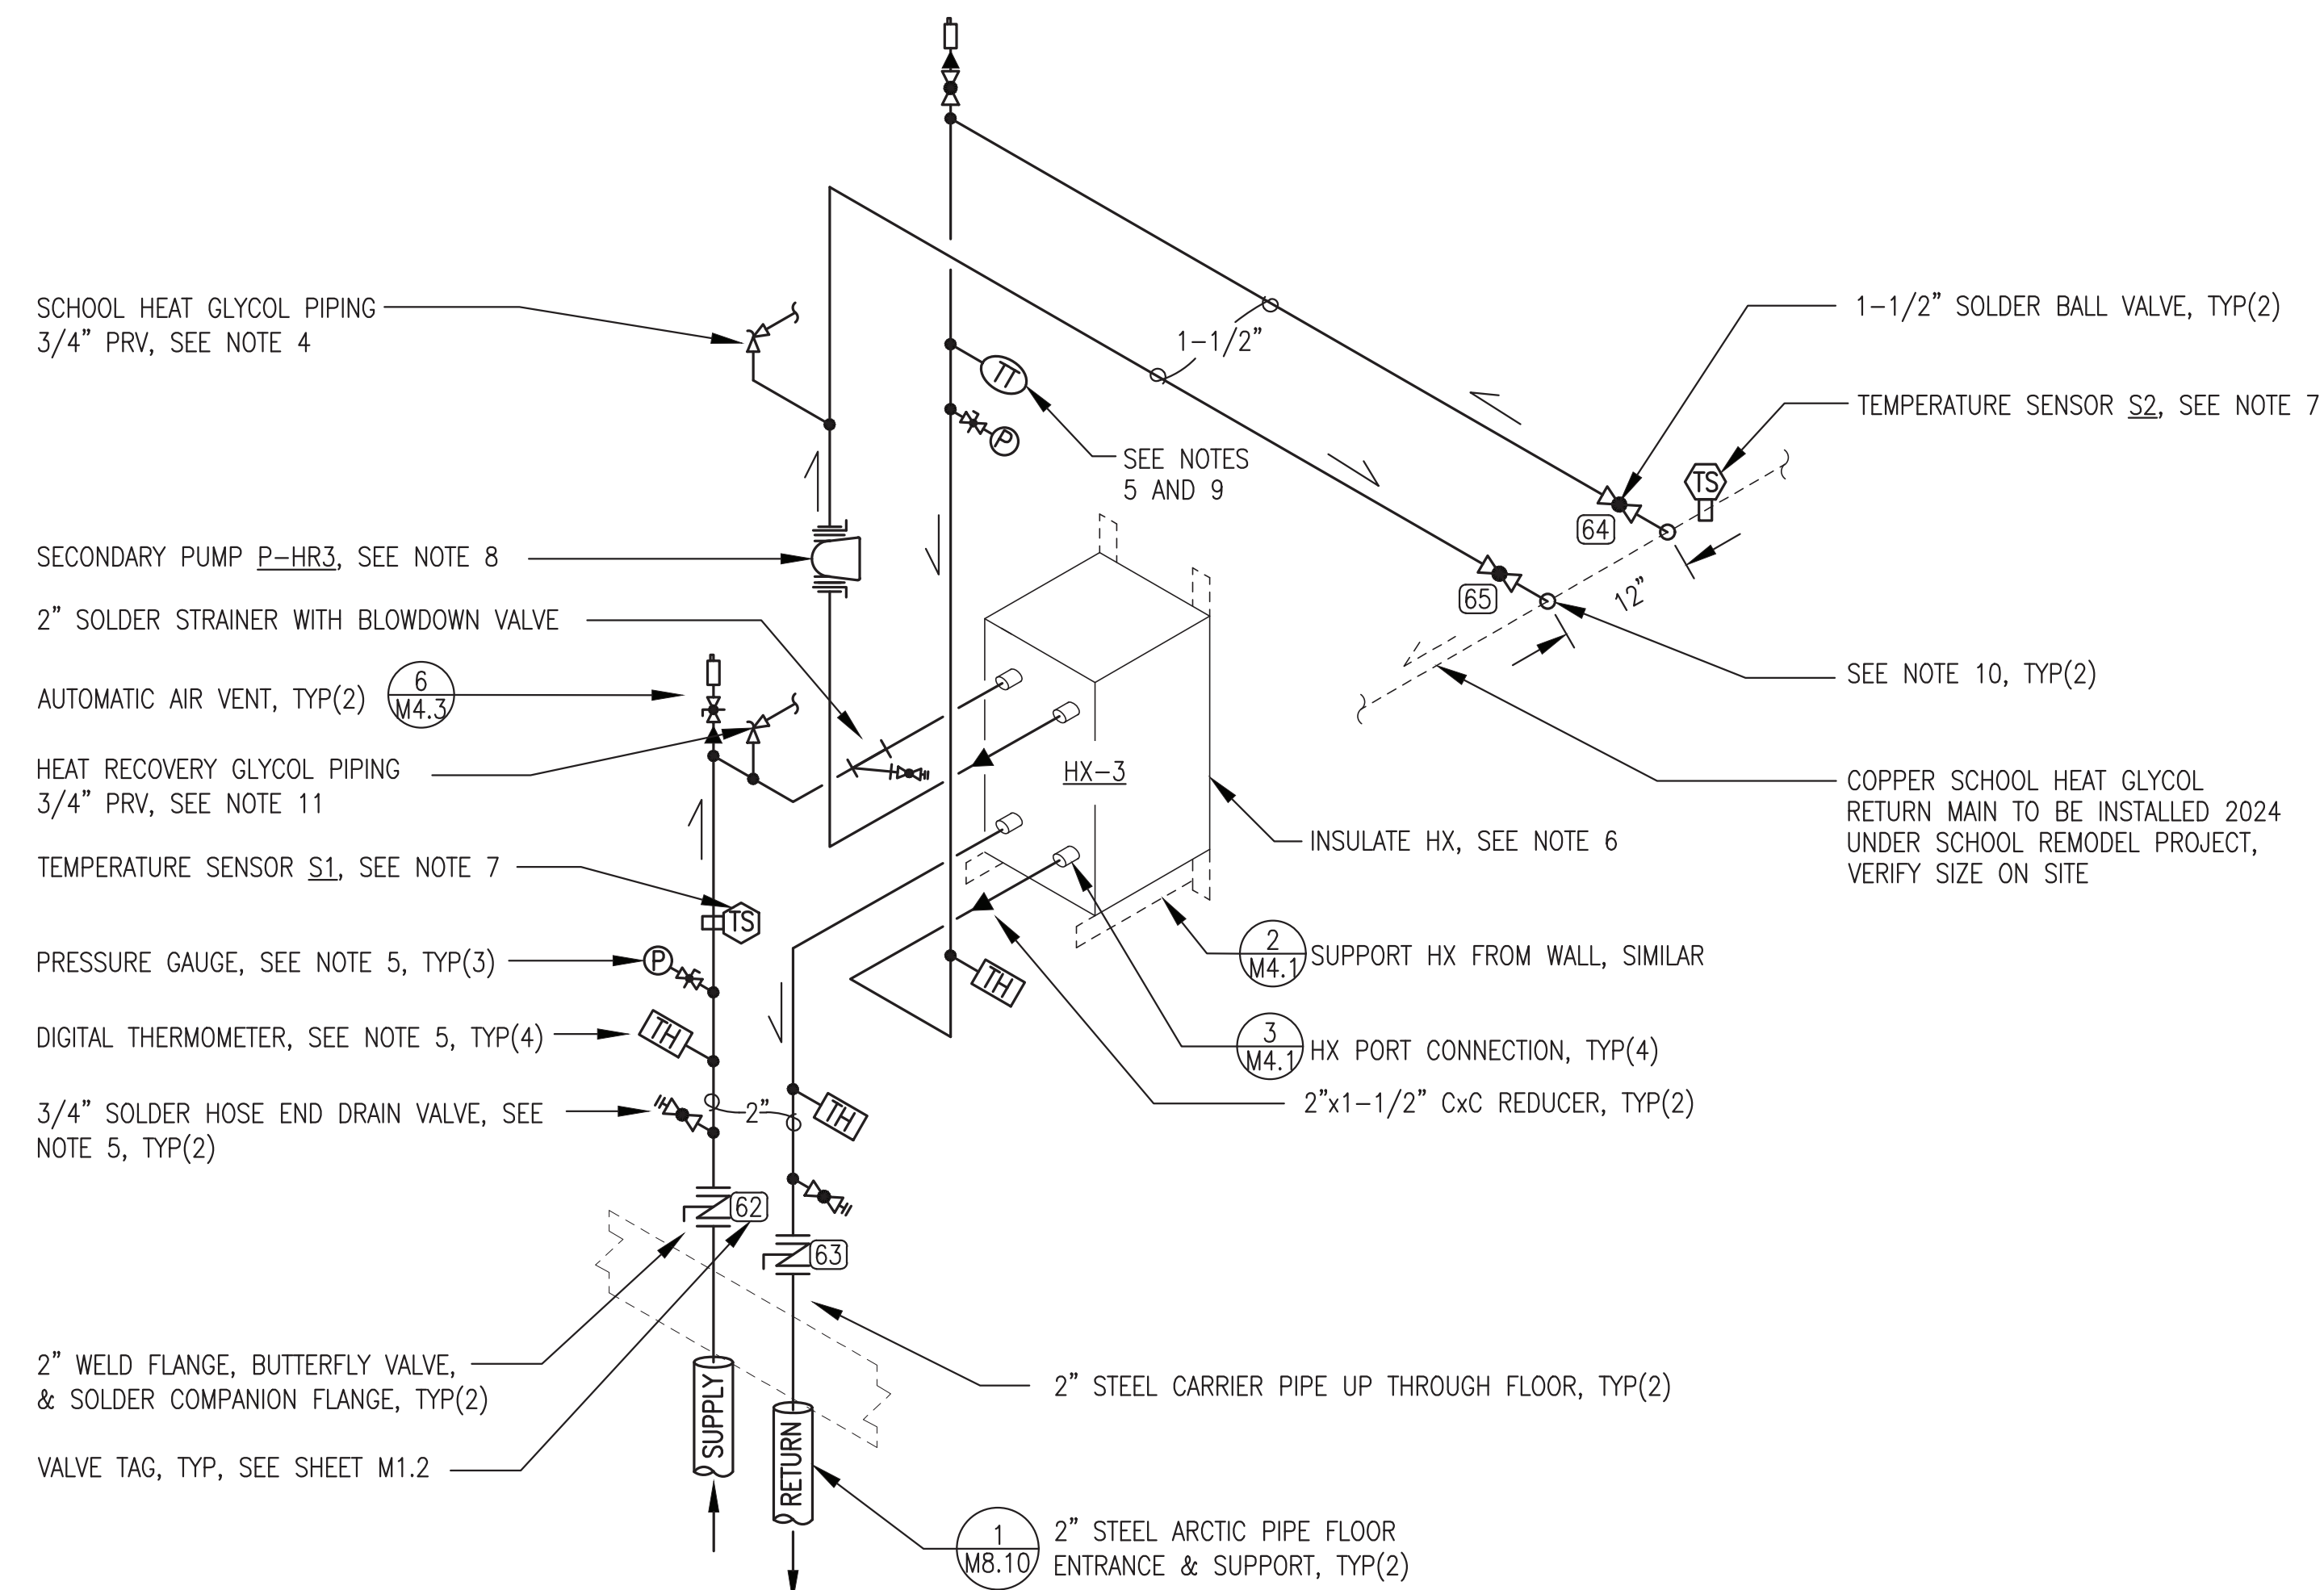 SCHOOL HEAT GLYCOL PIPING
3/4" PRV, SEE NOTE 4
SECONDARY PUMP P-HR3, SEE NOTE 8
2" SOLDER STRAINER WITH BLOWDOWN VALVE
AUTOMATIC AIR VENT, TYP(2)
6
M4.3
HEAT RECOVERY GLYCOL PIPING
3/4" PRV, SEE NOTE 11
TEMPERATURE SENSOR S1, SEE NOTE 7
TS
PRESSURE GAUGE, SEE NOTE 5, TYP(3)
P
DIGITAL THERMOMETER, SEE NOTE 5, TYP(4)
TH
3/4" SOLDER HOSE END DRAIN VALVE, SEE
NOTE 5, TYP(2)
2"
TH
62
63
2" WELD FLANGE, BUTTERFLY VALVE,
& SOLDER COMPANION FLANGE, TYP(2)
VALVE TAG, TYP, SEE SHEET M1.2
SUPPLY
RETURN
1-1/2"
TT
P
SEE NOTES
5 AND 9
HX-3
TH
1-1/2" SOLDER BALL VALVE, TYP(2)
TEMPERATURE SENSOR S2, SEE NOTE 7
TS
64
65
12"
SEE NOTE 10, TYP(2)
COPPER SCHOOL HEAT GLYCOL
RETURN MAIN TO BE INSTALLED 2024
UNDER SCHOOL REMODEL PROJECT,
VERIFY SIZE ON SITE
INSULATE HX, SEE NOTE 6
2
M4.1
SUPPORT HX FROM WALL, SIMILAR
3
M4.1
HX PORT CONNECTION, TYP(4)
2"x1-1/2" CxC REDUCER, TYP(2)
2" STEEL CARRIER PIPE UP THROUGH FLOOR, TYP(2)
1
M8.10
2" STEEL ARCTIC PIPE FLOOR
ENTRANCE & SUPPORT, TYP(2)